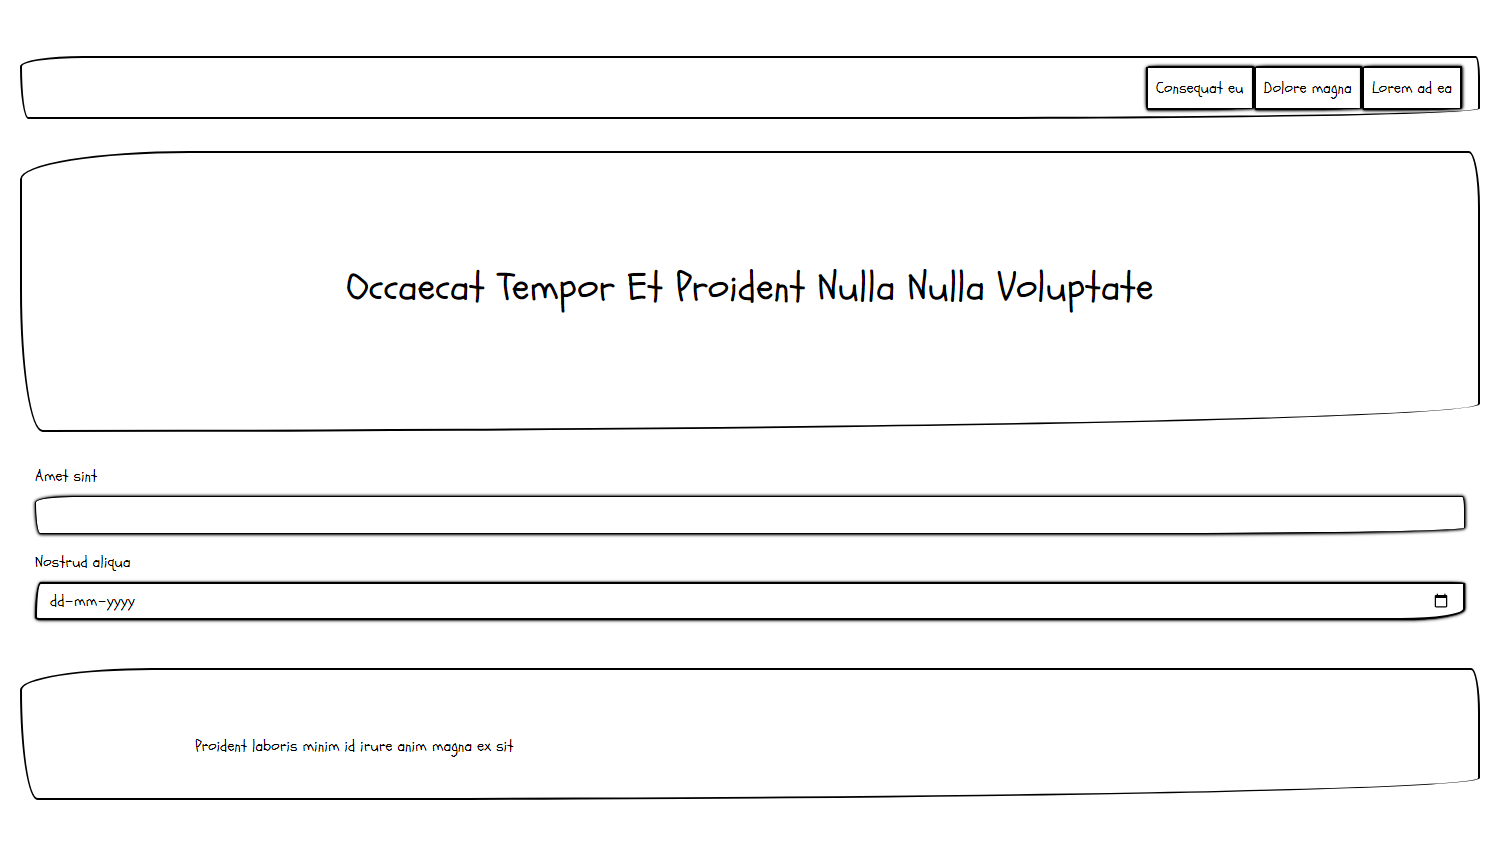 Consequat eu Dolore magna Lorem ad ea
Occaecat Tempor Et Proident Nulla Nulla Voluptate
Amet sint
Nostrud aliqua
dd-mm-yyyy
Proident laboris minim id irure anim magna ex sit